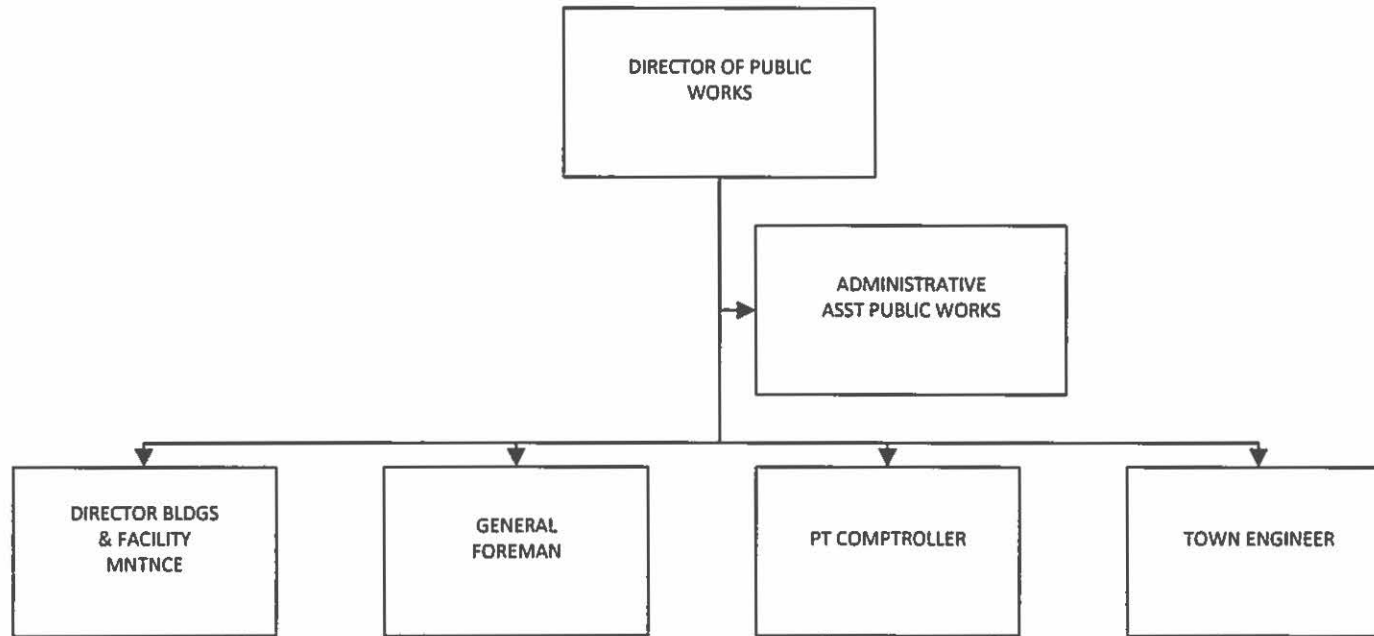 DIRECTOR OF PUBLIC
WORKS
ADMINISTRATIVE
ASST PUBLIC WORKS
DIRECTOR BLDGS
& FACILITY
MNTNCE
GENERAL
FOREMAN
PT COMPTROLLER
TOWN ENGINEER